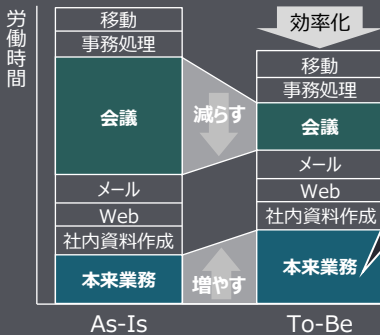 労働時間
移動
事務処理
会議
メール
Web
社内資料作成
本来業務
As-Is
減らす
増やす
効率化
移動
事務処理
会議
メール
Web
社内資料作成
本来業務
To-Be